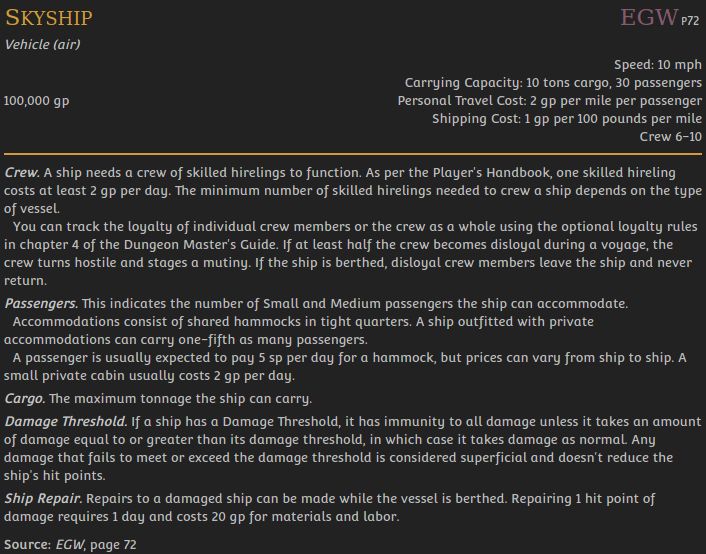 SKYSHIP
EGW P72
Vehicle (air)
Speed: 10 mph
Carrying Capacity: 10 tons cargo, 30 passengers
100,000 gp
Personal Travel Cost: 2 gp per mile per passenger
Shipping Cost: 1 gp per 100 pounds per mile
Crew 6–10
Crew. A ship needs a crew of skilled hirelings to function. As per the Player's Handbook, one skilled hireling
costs at least 2 gp per day. The minimum number of skilled hirelings needed to crew a ship depends on the type
of vessel.
You can track the loyalty of individual crew members or the crew as a whole using the optional loyalty rules
in chapter 4 of the Dungeon Master's Guide. If at least half the crew becomes disloyal during a voyage, the
crew turns hostile and stages a mutiny. If the ship is berthed, disloyal crew members leave the ship and never
return.
Passengers. This indicates the number of Small and Medium passengers the ship can accommodate.
Accommodations consist of shared hammocks in tight quarters. A ship outfitted with private
accommodations can carry one-fifth as many passengers.
A passenger is usually expected to pay 5 sp per day for a hammock, but prices can vary from ship to ship. A
small private cabin usually costs 2 gp per day.
Cargo. The maximum tonnage the ship can carry.
Damage Threshold. If a ship has a Damage Threshold, it has immunity to all damage unless it takes an amount
of damage equal to or greater than its damage threshold, in which case it takes damage as normal. Any
damage that fails to meet or exceed the damage threshold is considered superficial and doesn't reduce the
ship's hit points.
Ship Repair. Repairs to a damaged ship can be made while the vessel is berthed. Repairing 1 hit point of
damage requires 1 day and costs 20 gp for materials and labor.
Source: EGW, page 72